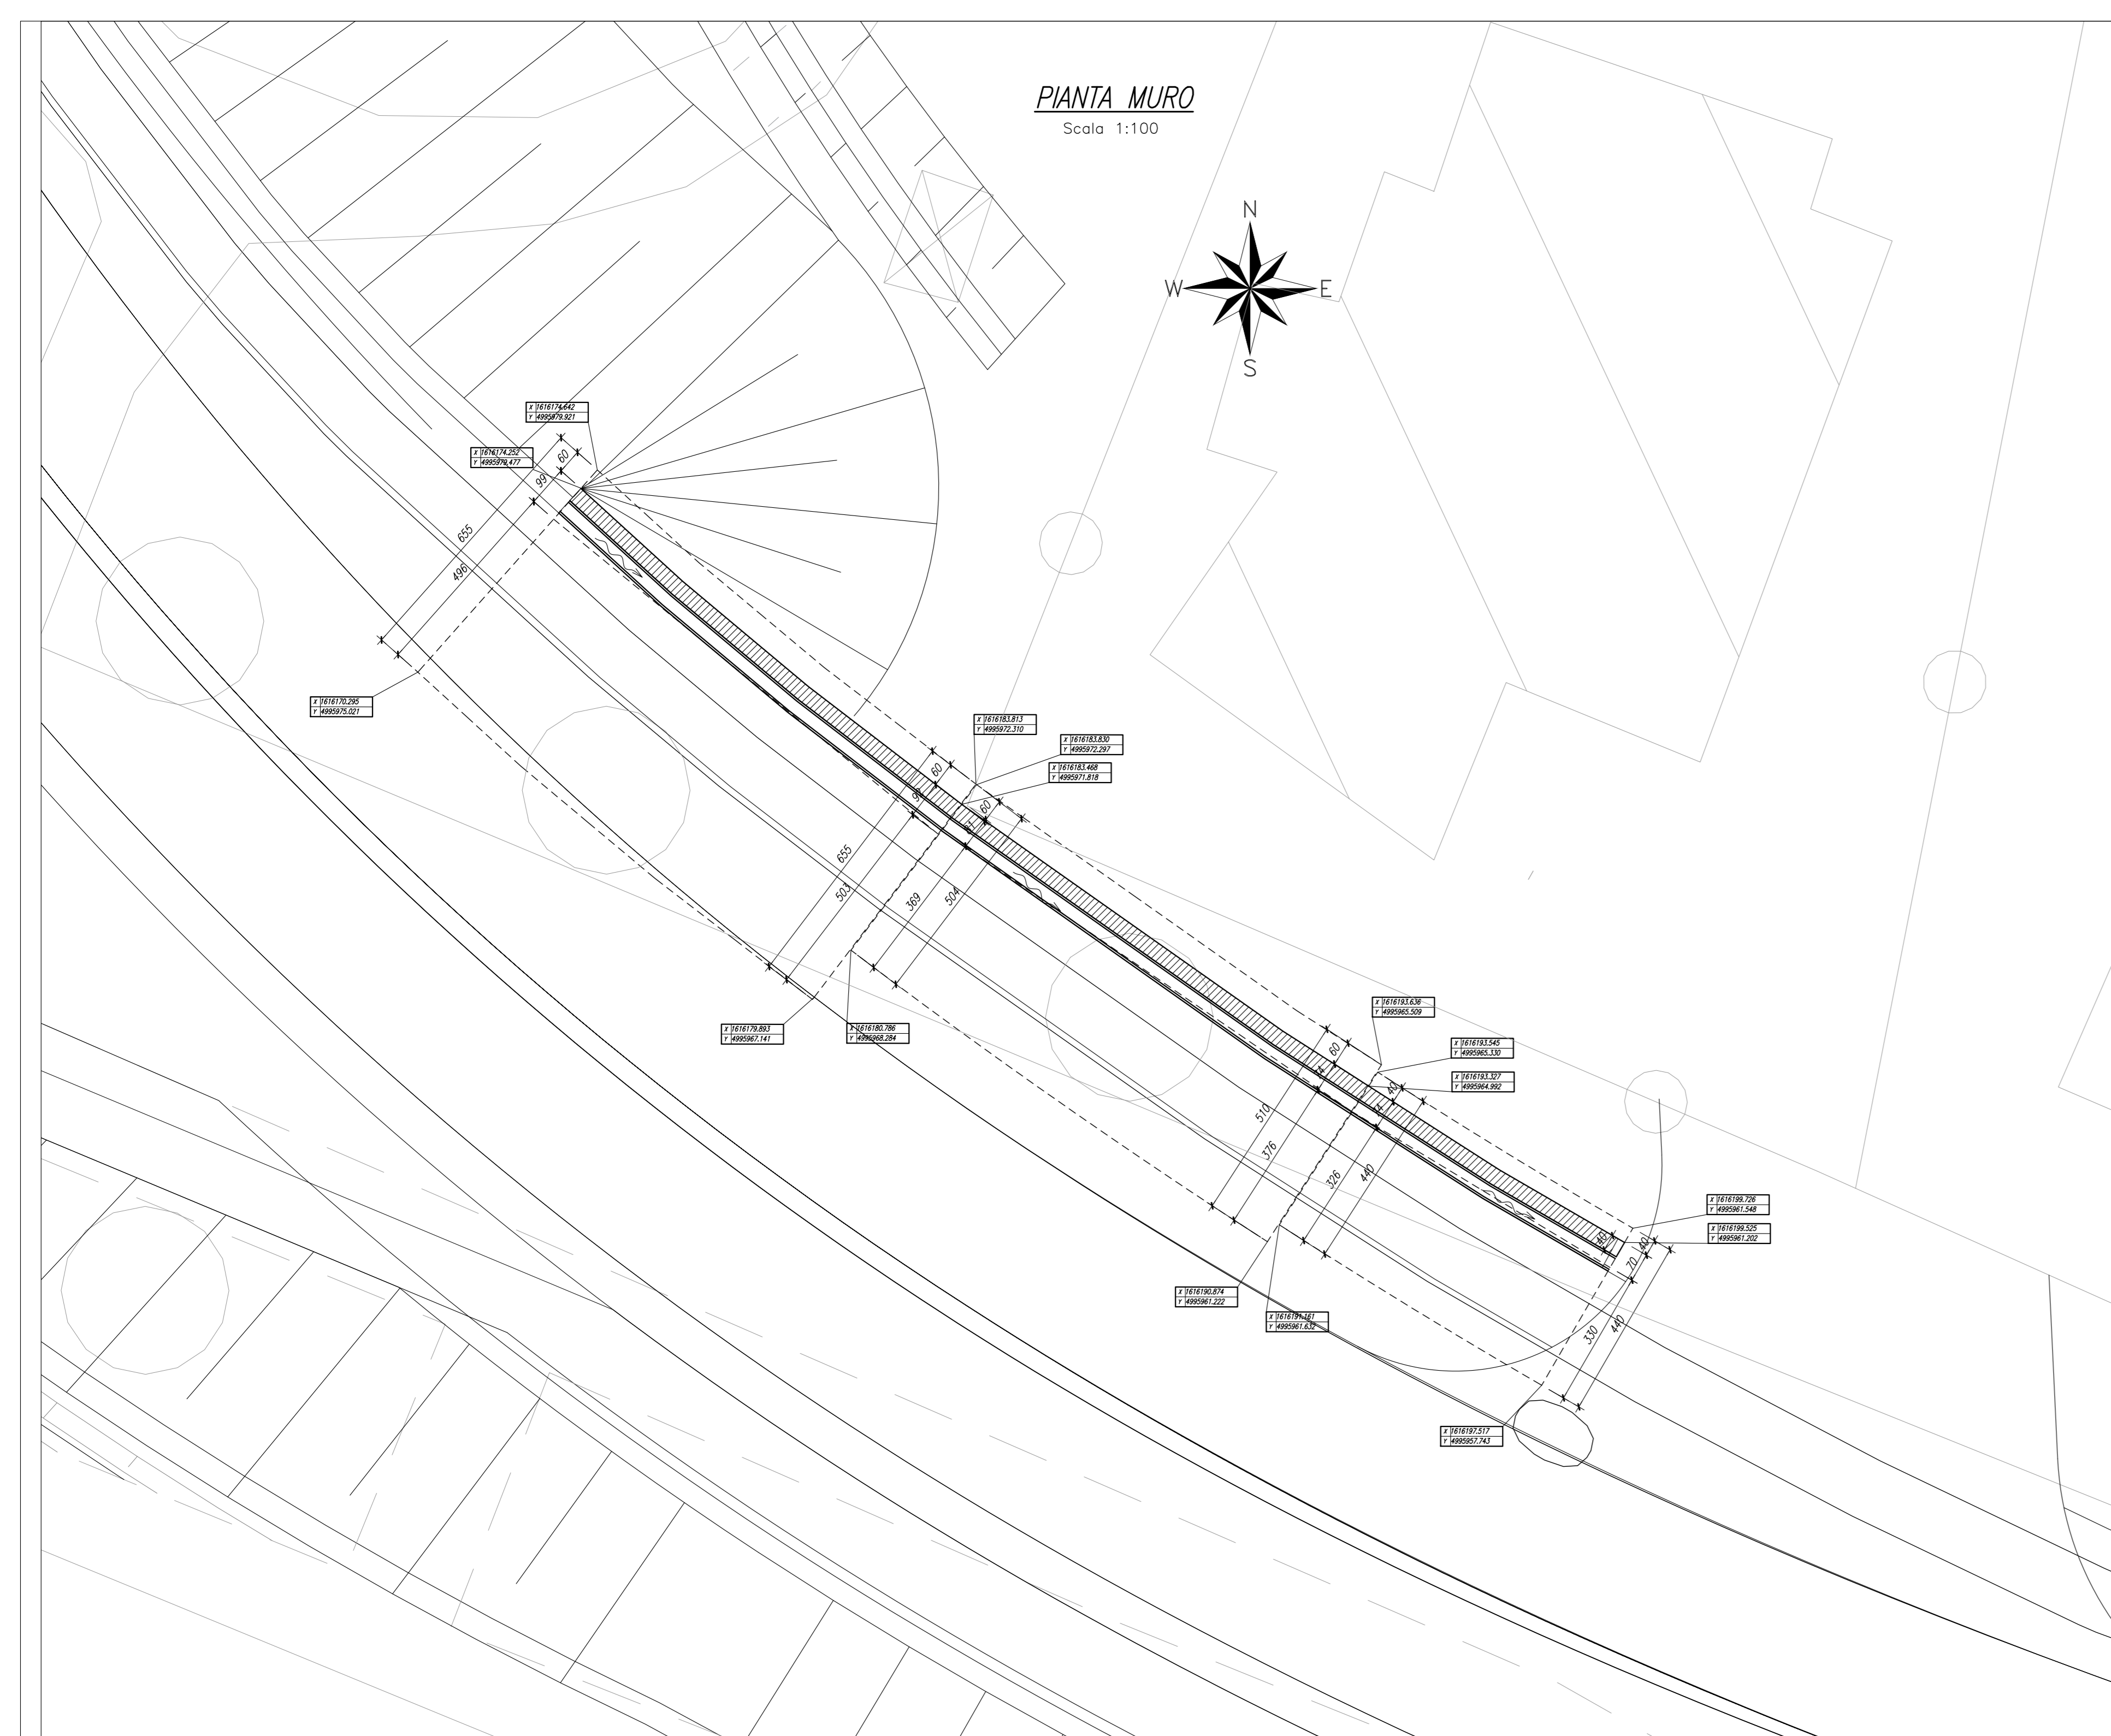 PIANTA MURO
Scala 1:100
N
W E
S
X 1616174.642
Y 4995979.921
X 1616174.252
Y 4995979.477
60
99
655
496
X 1616170.295
Y 4995975.021
X 1616183.813
Y 4995972.310
X 1616183.830
Y 4995972.297
X 1616183.468
Y 4995971.818
60
60
655
503
369
504
X 1616179.893
Y 4995967.141
X 1616180.786
Y 4995968.284
X 1616193.636
Y 4995965.509
X 1616193.545
Y 4995965.330
X 1616193.327
Y 4995964.992
60
40
510
376
326
440
X 1616199.726
Y 4995961.548
X 1616199.525
Y 4995961.202
40
40
70
330
440
X 1616190.874
Y 4995961.222
X 1616191.161
Y 4995961.632
X 1616197.517
Y 4995957.743